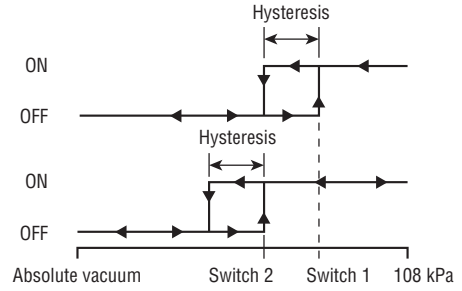 Hysteresis
ON
OFF
Hysteresis
ON
OFF
Absolute vacuum Switch 2 Switch 1 108 kPa